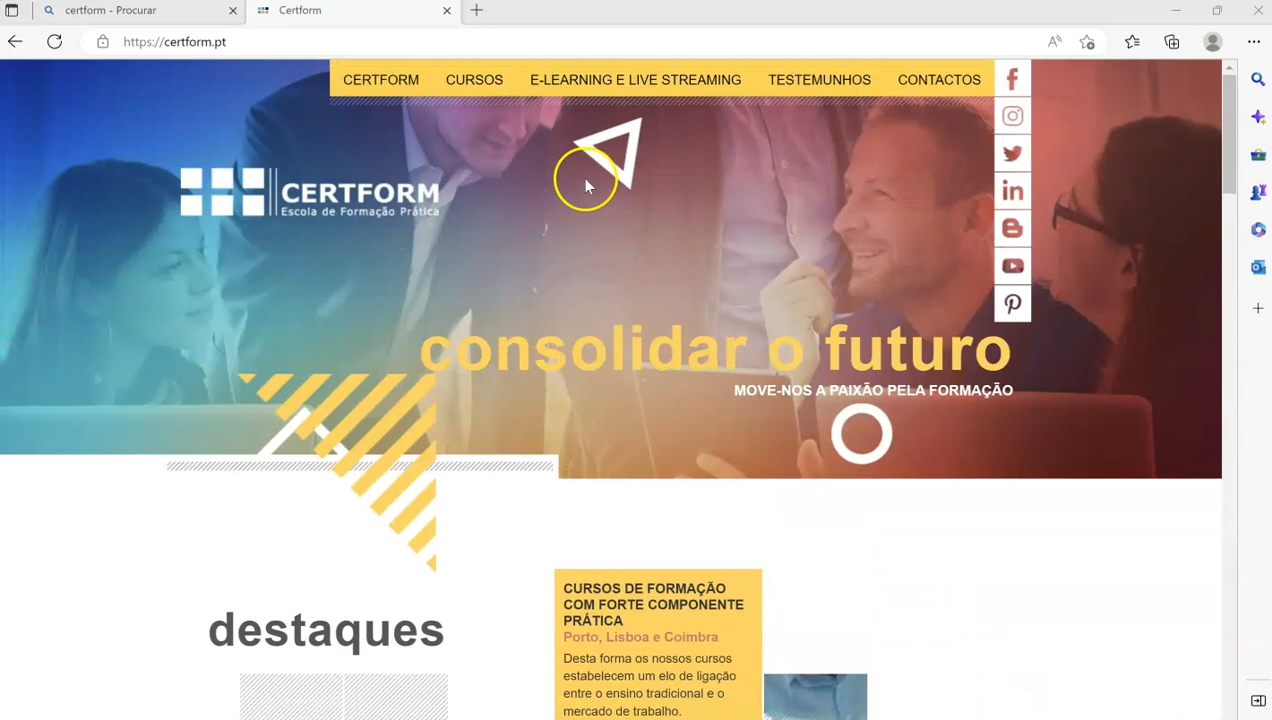 certform - Procurar
Certform
https://certform.pt
CERTFORM CURSOS E-LEARNING E LIVE STREAMING TESTEMUNHOS CONTACTOS
CERTFORM
Escola de Formação Prática
consolidar o futuro
MOVE-NOS A PAIXÃO PELA FORMAÇÃO
destaques
CURSOS DE FORMAÇÃO
COM FORTE COMPONENTE
PRÁTICA
Porto, Lisboa e Coimbra
Desta forma os nossos cursos
estabelecem um elo de ligação
entre o ensino tradicional e o
mercado de trabalho.